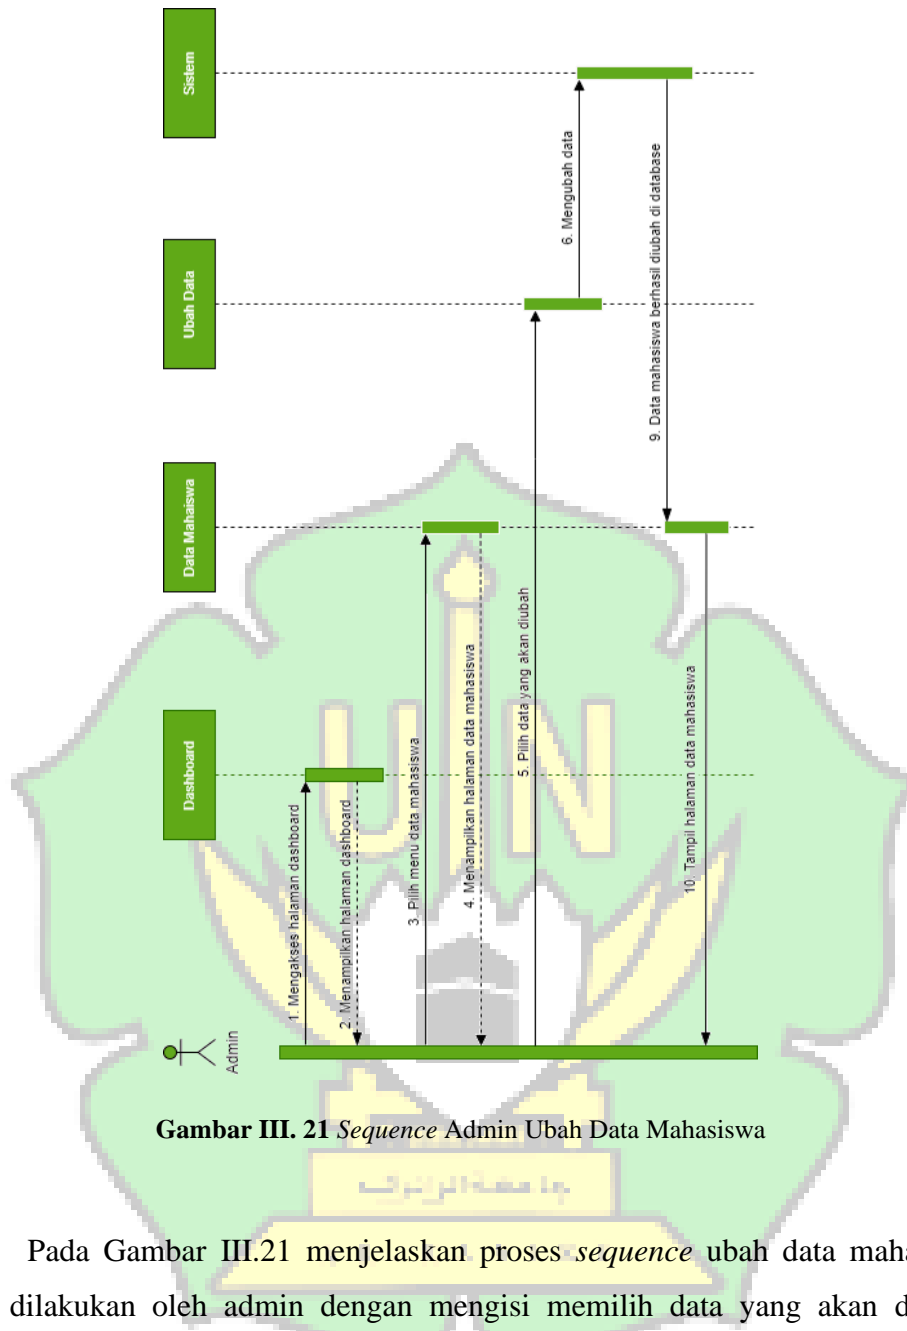 Sistem
Ubah Data
Data Mahaiswa
Dashboard
Admin
1. Mengakses halaman dashboard
2. Menampilkan halaman dashboard
3. Pilih menu data mahasiswa
4. Menampilkan halaman data mahasiswa
5. Pilih data yang akan diubah
6. Mengubah data
9. Data mahasiswa berhasil diubah di database
10. Tampil halaman data mahasiswa
UIN
Gambar III. 21 Sequence Admin Ubah Data Mahasiswa
Pada Gambar III.21 menjelaskan proses sequence ubah data maha
dilakukan oleh admin dengan mengisi memilih data yang akan d